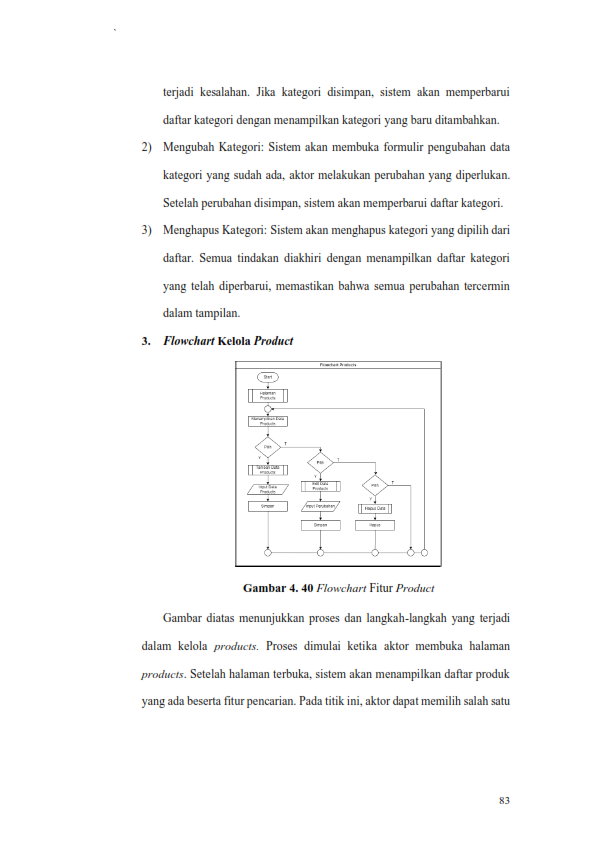 terjadi kesalahan. Jika kategori disimpan, sistem akan memperbarui
daftar kategori dengan menampilkan kategori yang baru ditambahkan.
2) Mengubah Kategori: Sistem akan membuka formulir pengubahan data
kategori yang sudah ada, aktor melakukan perubahan yang diperlukan.
Setelah perubahan disimpan, sistem akan memperbarui daftar kategori.
3) Menghapus Kategori: Sistem akan menghapus kategori yang dipilih dari
daftar. Semua tindakan diakhiri dengan menampilkan daftar kategori
yang telah diperbarui, memastikan bahwa semua perubahan tercermin
dalam tampilan.
3. Flowchart Kelola Product
Flowchart Products
Start
Halaman
Products
Menampilkan Data
Products
Pilih
T
Y
Tambah Data
Products
Input Data
Products
Simpan
Pilih
T
Y
Edit Data
Products
Input Perubahan
Simpan
Pilih
T
Y
Hapus Data
Hapus
Gambar 4. 40 Flowchart Fitur Product
Gambar diatas menunjukkan proses dan langkah-langkah yang terjadi
dalam kelola products. Proses dimulai ketika aktor membuka halaman
products. Setelah halaman terbuka, sistem akan menampilkan daftar produk
yang ada beserta fitur pencarian. Pada titik ini, aktor dapat memilih salah satu
83